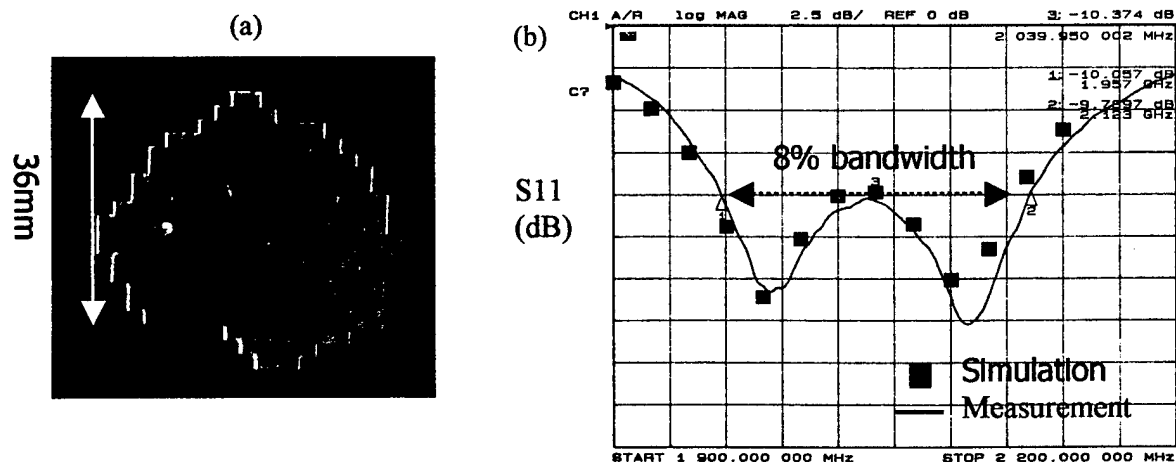 (a)
36mm
(b)
CH1 A/R log MAG 2.5 dB/ REF 0 dB 3: -10.374 dB
2 039.950 002 MHz
1: -10.057 dB
1.957 GHz
2: -9.7897 dB
2.123 GHz
C?
8% bandwidth
S11
(dB)
3
1
2
Simulation
Measurement
START 1 900.000 000 MHz STOP 2 200.000 000 MHz